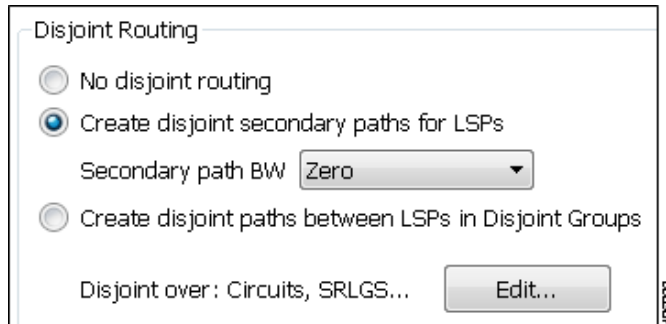 Disjoint Routing
No disjoint routing
Create disjoint secondary paths for LSPs
Secondary path BW Zero
Create disjoint paths between LSPs in Disjoint Groups
Disjoint over: Circuits, SRLGS... Edit...